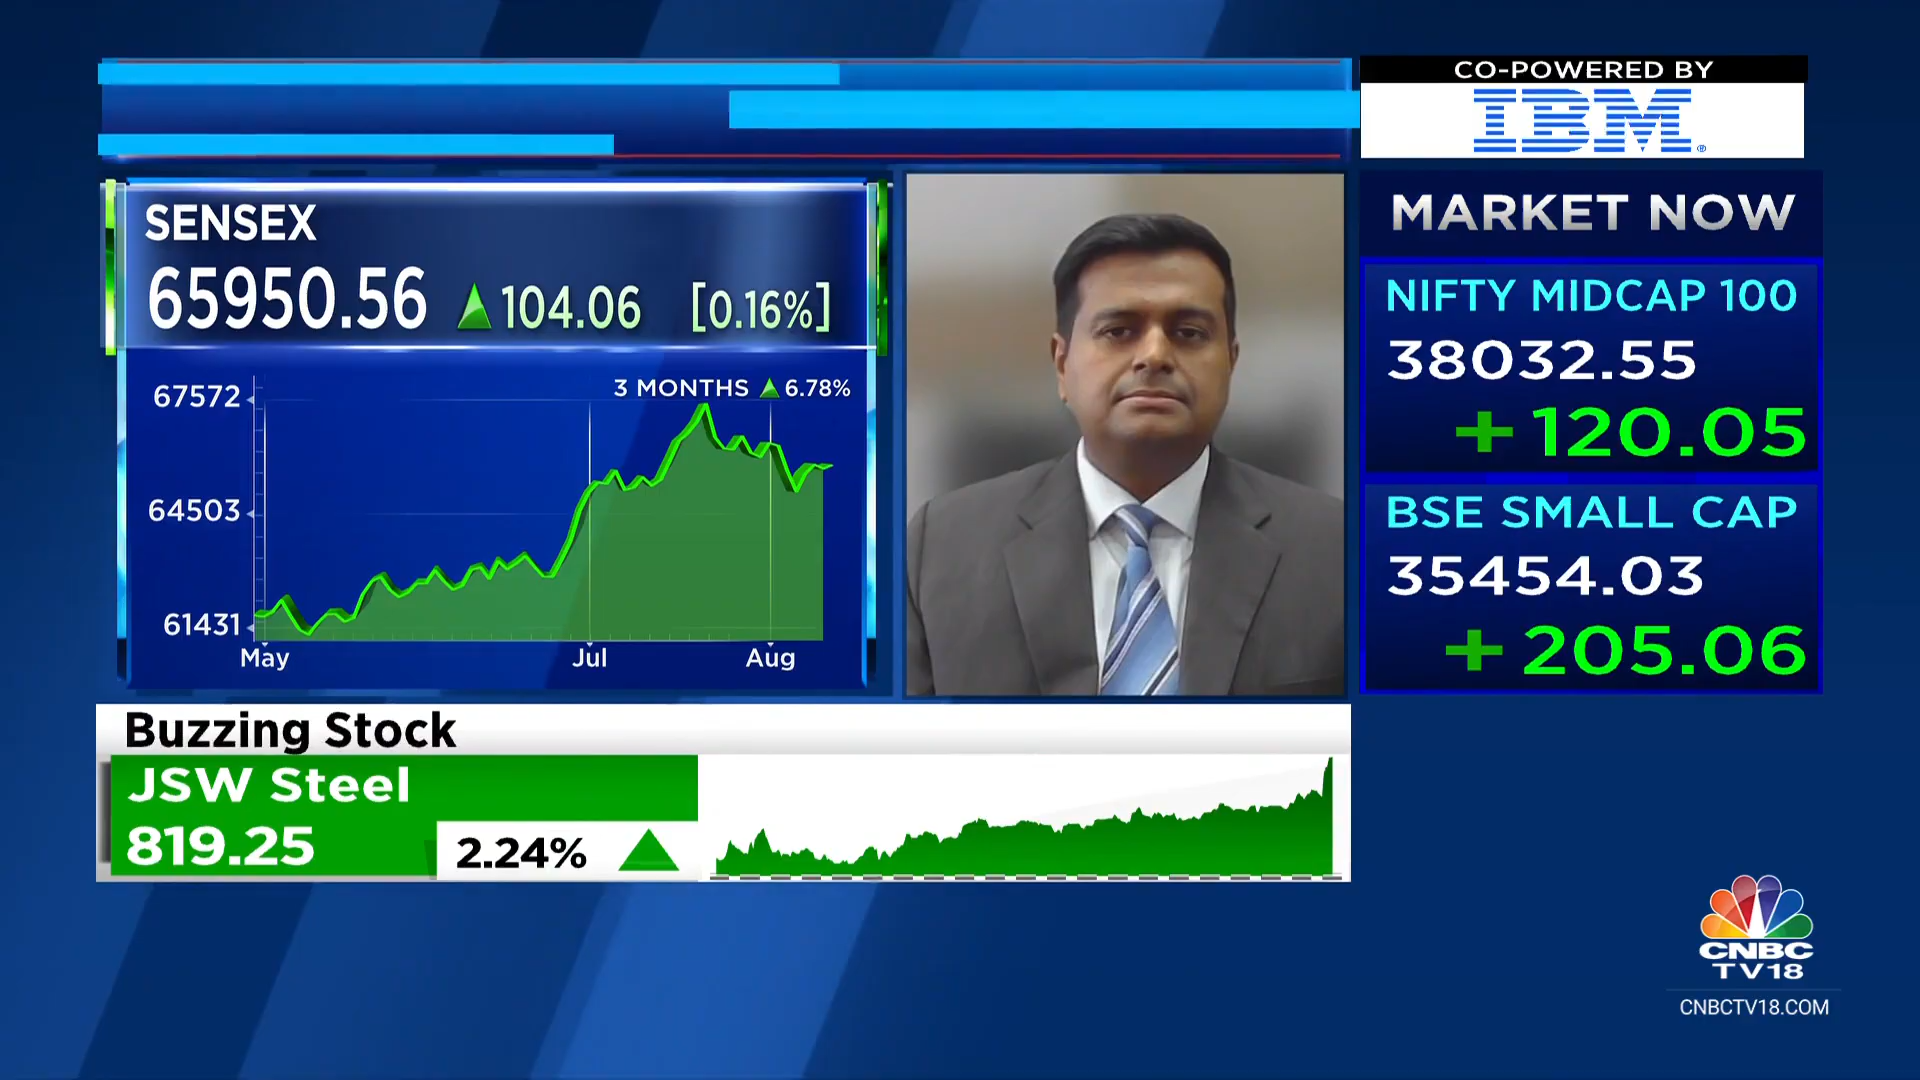 CO-POWERED BY
IBM®
SENSEX
65950.56 ▲ 104.06 [0.16%]
3 MONTHS ▲ 6.78%
67572
64503
61431
May Jul Aug
MARKET NOW
NIFTY MIDCAP 100
38032.55
+ 120.05
BSE SMALL CAP
35454.03
+ 205.06
Buzzing Stock
JSW Steel
819.25
2.24% ▲
CNBC
TV18
CNBCTV18.COM